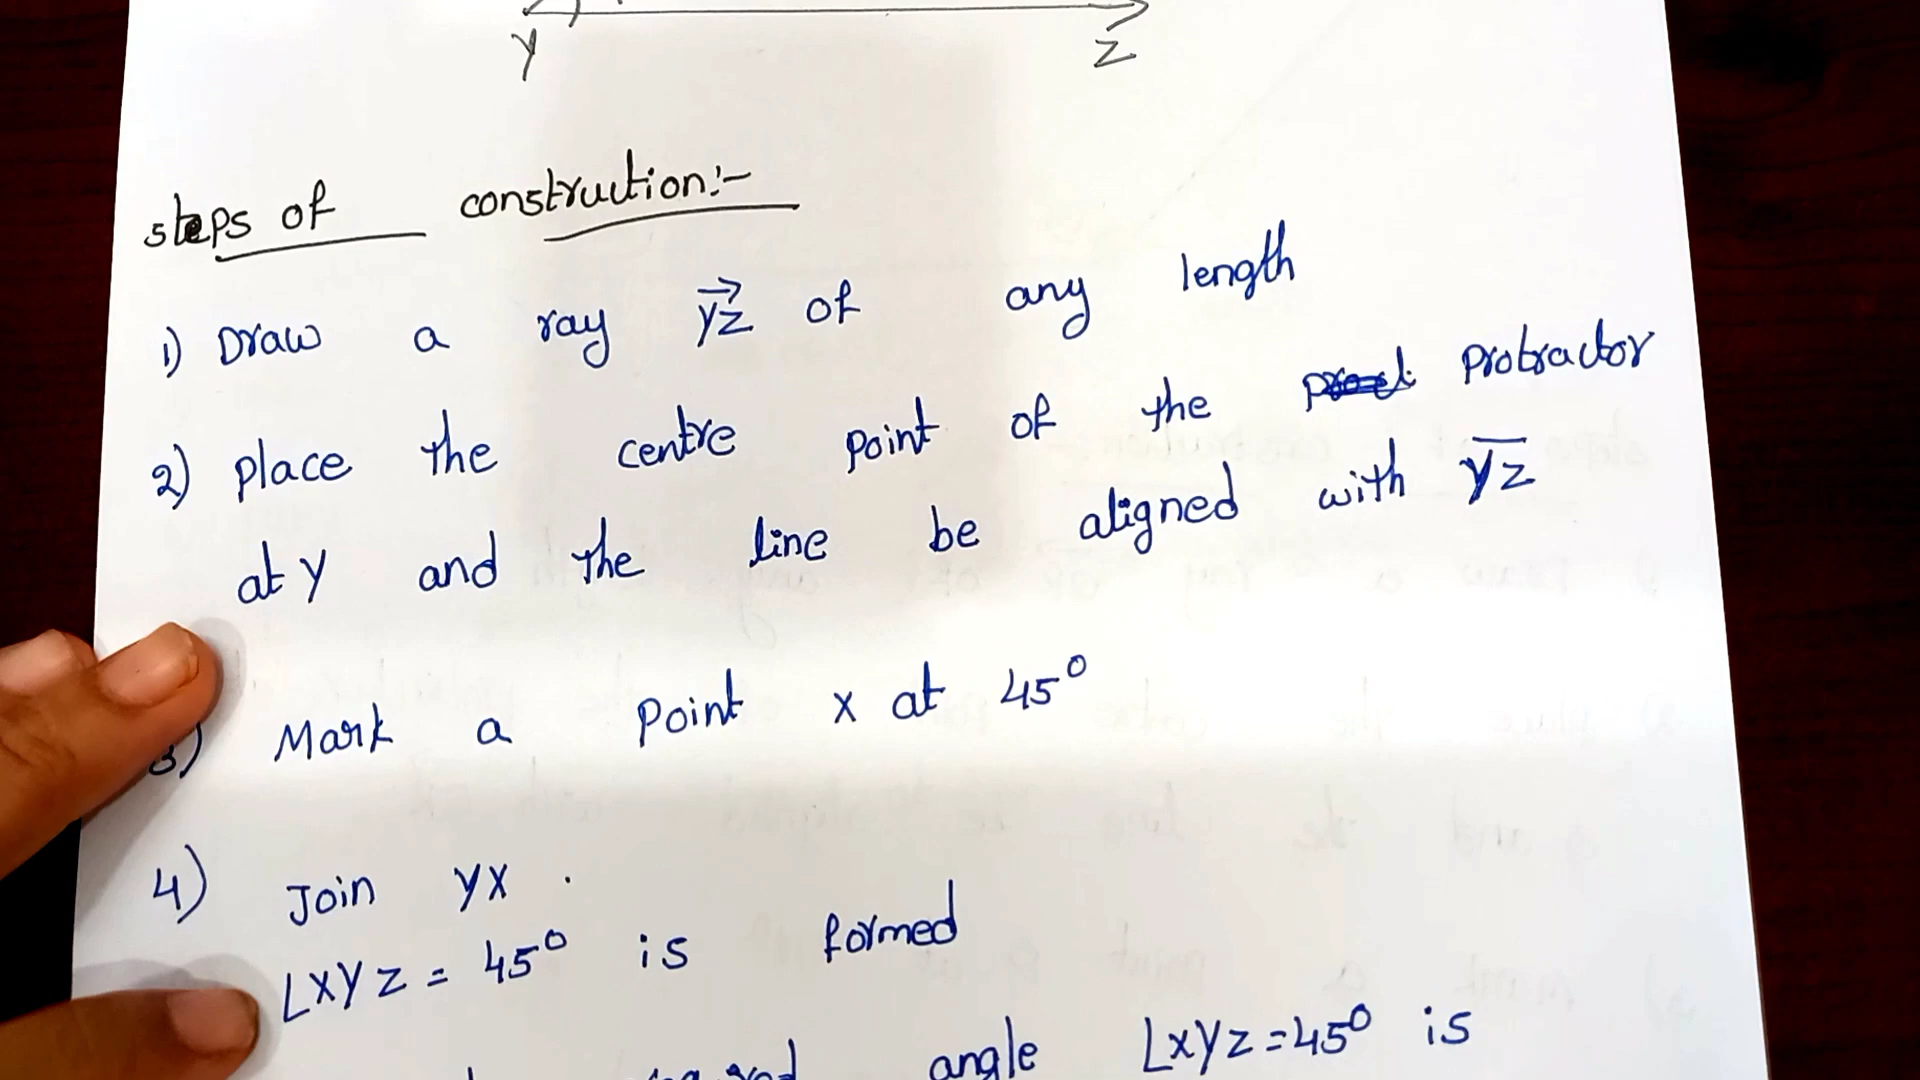 Y Z
steps of construction:-
1) Draw a ray YZ of any length
2) place the centre point of the protractor
at Y and the line be aligned with YZ
3) Mark a point x at 45°
4) Join YX .
∠XYZ = 45° is formed
angle ∠XYZ = 45° is